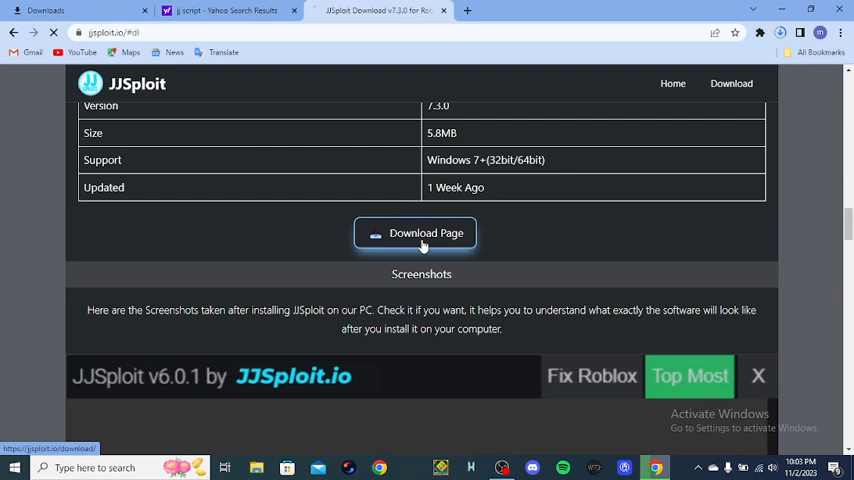 Downloads
jj script - Yahoo Search Results
JJSploit Download v7.3.0 for Rob
jjsploit.io/#dl
Gmail
YouTube
Maps
News
Translate
All Bookmarks
JJSploit
Home
Download
Version
7.3.0
Size
5.8MB
Support
Windows 7+(32bit/64bit)
Updated
1 Week Ago
Download Page
Screenshots
Here are the Screenshots taken after installing JJSploit on our PC. Check it if you want, it helps you to understand what exactly the software will look like
after you install it on your computer.
JJSploit v6.0.1 by JJSploit.io
Fix Roblox
Top Most
X
Activate Windows
Go to Settings to activate Windows.
https://jjsploit.io/download/
Type here to search
10:03 PM
11/2/2023